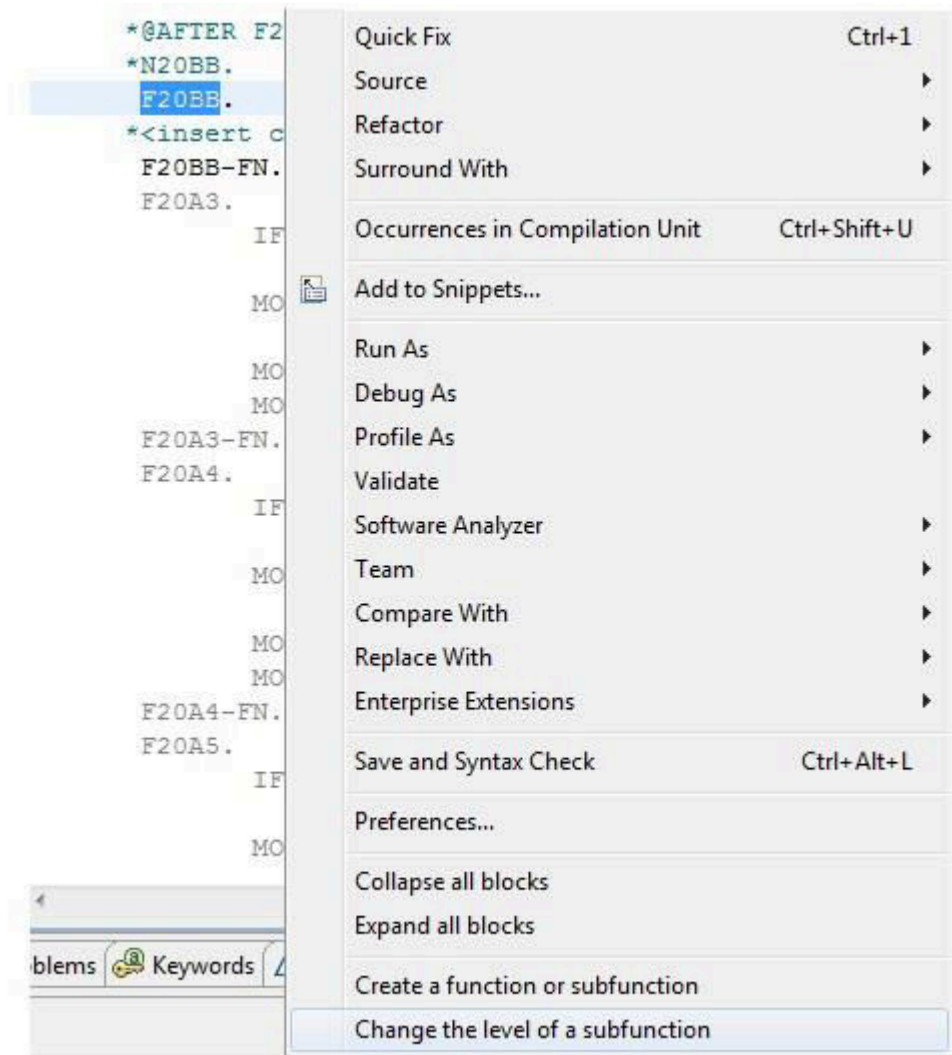 *@AFTER F2
*N20BB.
F20BB.
*<insert c
F20BB-FN.
F20A3.
IF
MO
MO
MO
F20A3-FN.
F20A4.
IF
MO
MO
MO
F20A4-FN.
F20A5.
IF
MO
blems Keywords
Quick Fix Ctrl+1
Source
Refactor
Surround With
Occurrences in Compilation Unit Ctrl+Shift+U
Add to Snippets...
Run As
Debug As
Profile As
Validate
Software Analyzer
Team
Compare With
Replace With
Enterprise Extensions
Save and Syntax Check Ctrl+Alt+L
Preferences...
Collapse all blocks
Expand all blocks
Create a function or subfunction
Change the level of a subfunction